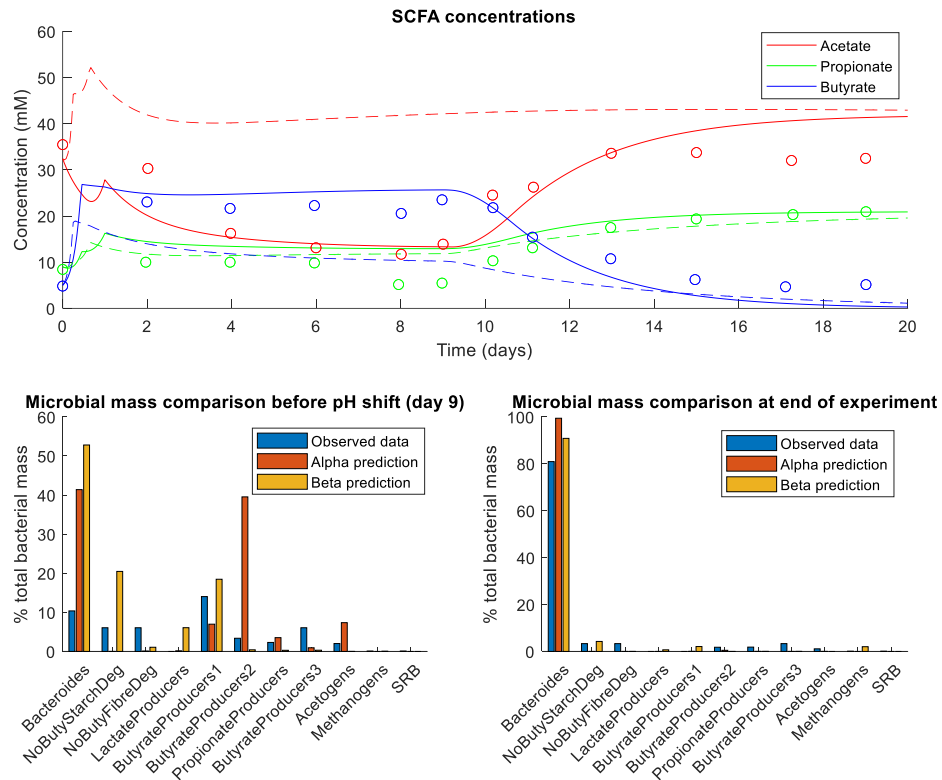 SCFA concentrations
60
50
40
30
20
10
0
Concentration (mM)
Acetate
Propionate
Butyrate
0 2 4 6 8 10 12 14 16 18 20
Time (days)
Microbial mass comparison before pH shift (day 9)
60
50
40
30
20
10
0
% total bacterial mass
Observed data
Alpha prediction
Beta prediction
Bacteroides
NoButyStarchDeg
NoButyFibreDeg
LactateProducers
ButyrateProducers1
ButyrateProducers2
PropionateProducers
ButyrateProducers3
Acetogens
Methanogens
SRB
Microbial mass comparison at end of experiment
100
80
60
40
20
0
% total bacterial mass
Observed data
Alpha prediction
Beta prediction
Bacteroides
NoButyStarchDeg
NoButyFibreDeg
LactateProducers
ButyrateProducers1
ButyrateProducers2
PropionateProducers
ButyrateProducers3
Acetogens
Methanogens
SRB